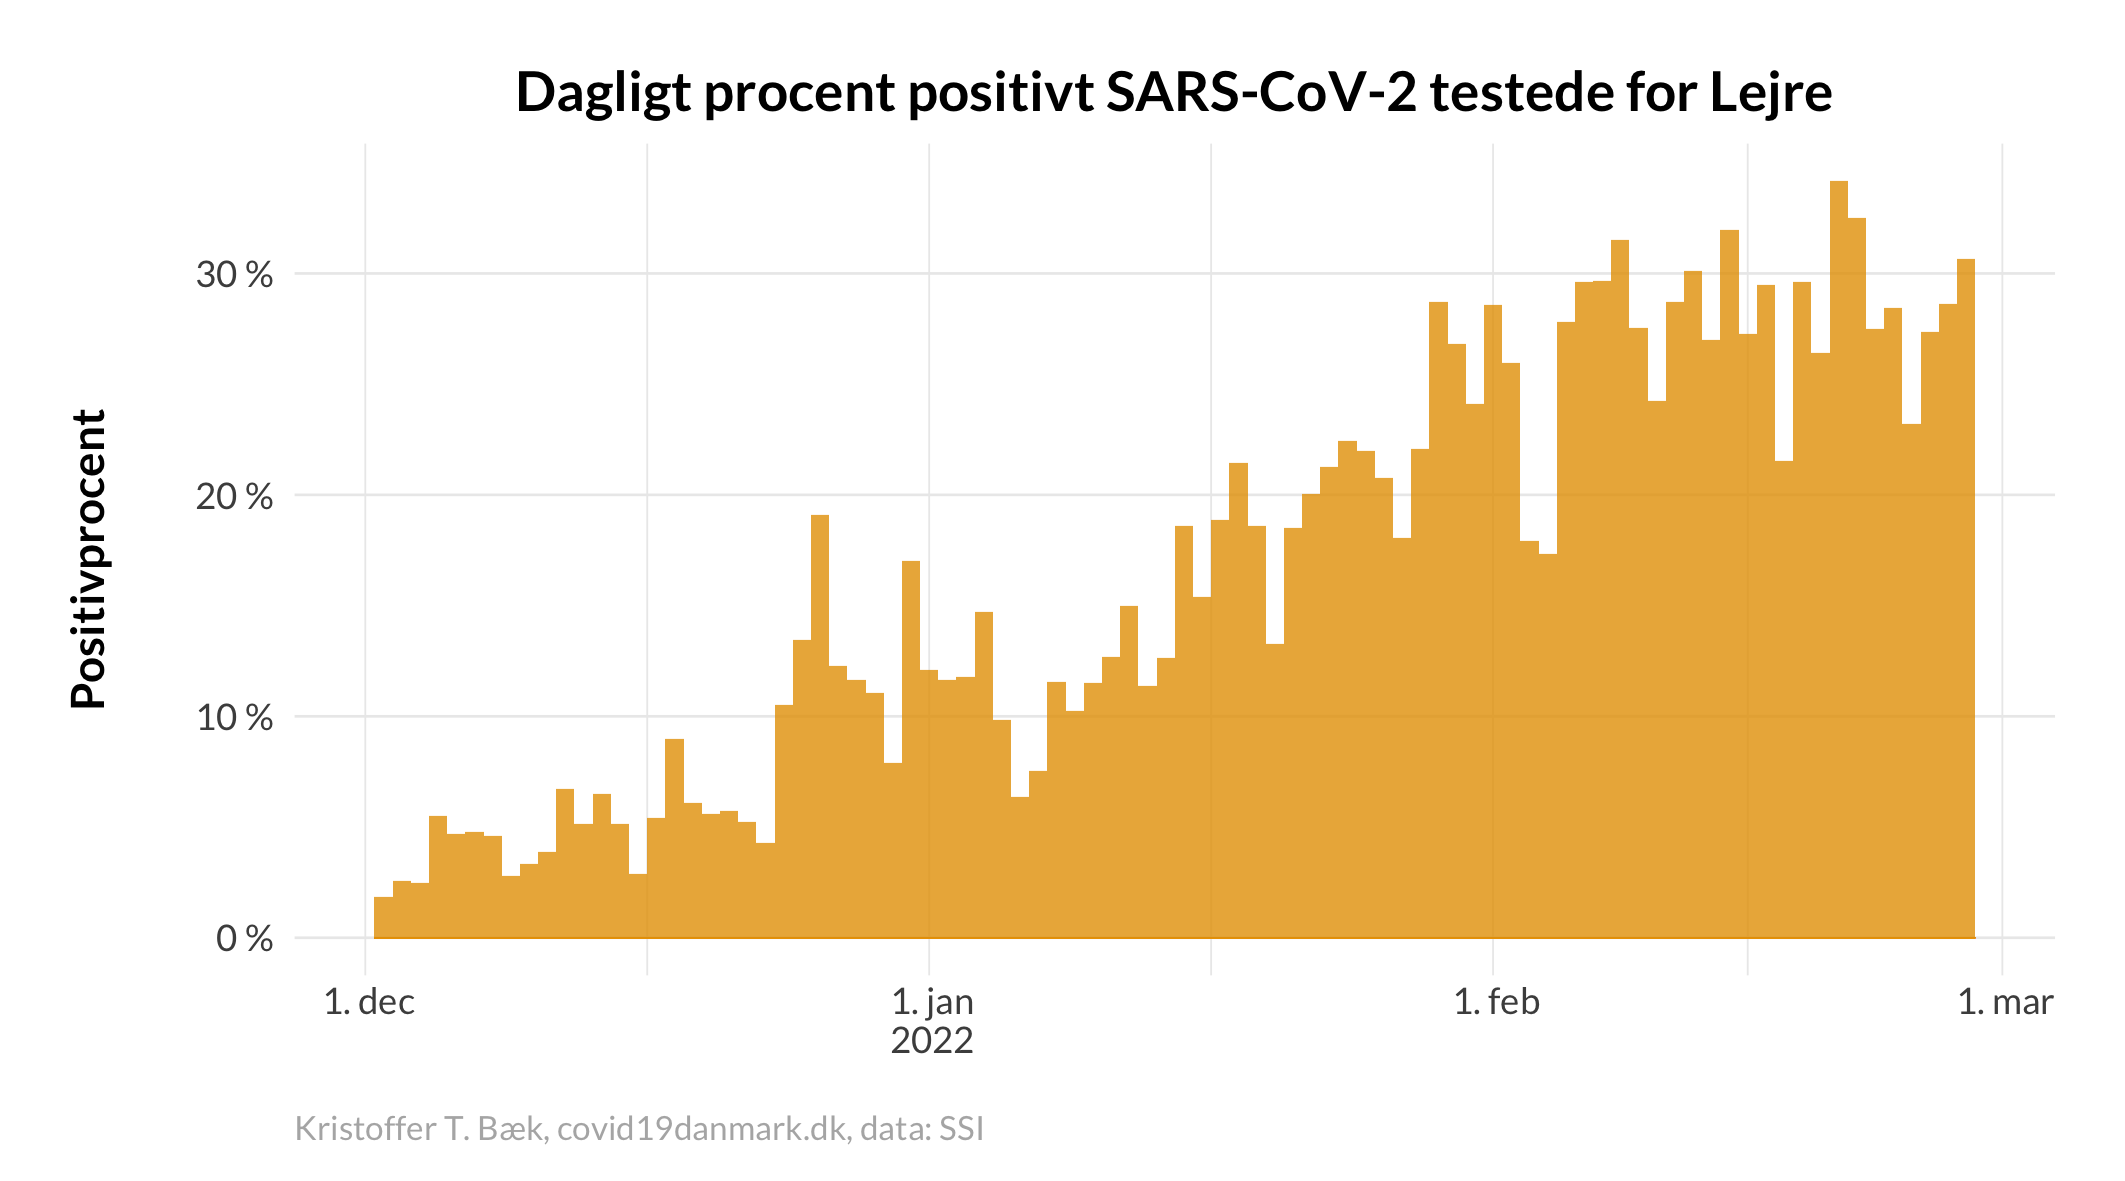 Dagligt procent positivt SARS-CoV-2 testede for Lejre
Positivprocent
30 %
20 %
10 %
0 %
1. dec
1. jan
2022
1. feb
1. mar
Kristoffer T. Bæk, covid19danmark.dk, data: SSI